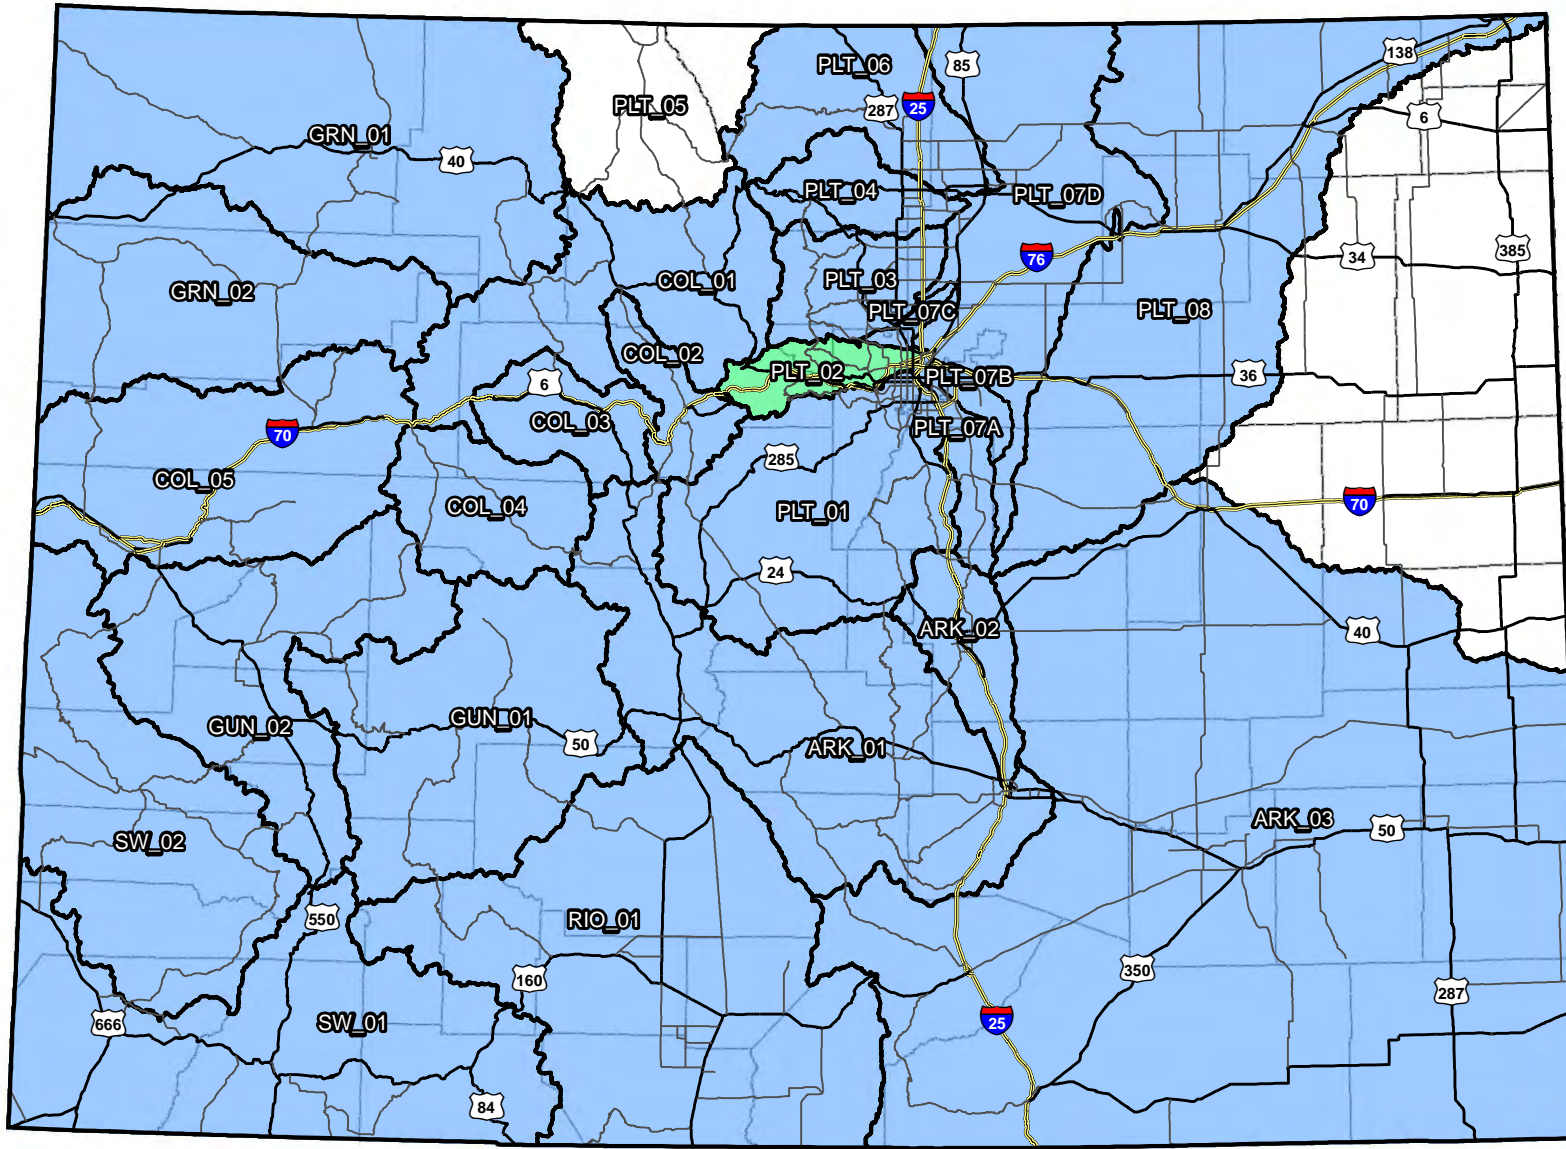 138
PLT_06
85
PLT_05
25
287
6
GRN_01
40
PLT_04
PLT_07D
385
34
76
COL_01
PLT_03
GRN_02
PLT_07C
PLT_08
COL_02
PLT_02
PLT_07B
36
6
COL_03
PLT_07A
70
285
COL_05
70
COL_04
PLT_01
24
ARK_02
40
GUN_01
GUN_02
50
ARK_01
ARK_03
50
SW_02
550
RIO_01
350
160
287
666
SW_01
25
84